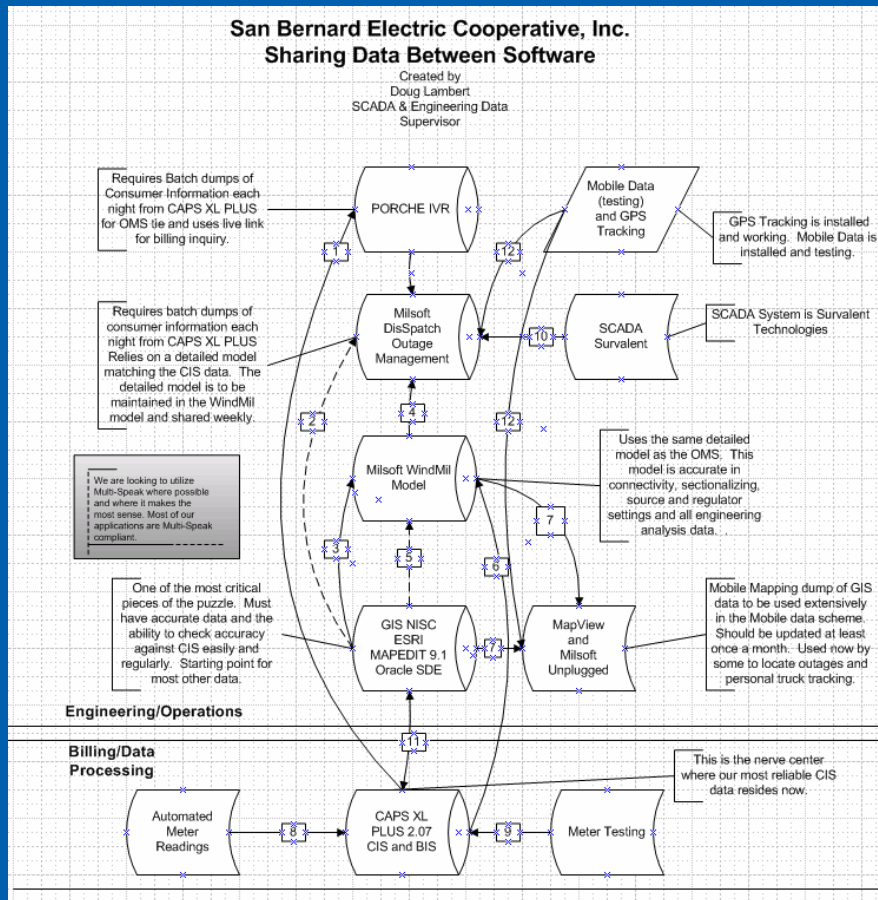 San Bernard Electric Cooperative, Inc.
Sharing Data Between Software
Created by
Doug Lambert
SCADA & Engineering Data
Supervisor
Requires Batch dumps of
Consumer Information each
night from CAPS XL PLUS
for OMS tie and uses live link
for billing inquiry.
PORCHE IVR
Mobile Data
(testing)
and GPS
Tracking
GPS Tracking is installed
and working. Mobile Data is
installed and testing.
1
12
Requires batch dumps of
consumer information each
night from CAPS XL PLUS
Relies on a detailed model
matching the CIS data. The
detailed model is to be
maintained in the WindMil
model and shared weekly.
Milsoft
DisSpatch
Outage
Management
10
SCADA
Survalent
SCADA System is Survalent
Technologies
2
4
12
We are looking to utilize
Multi-Speak where possible
and where it makes the
most sense. Most of our
applications are Multi-Speak
compliant.
Milsoft WindMil
Model
Uses the same detailed
model as the OMS. This
model is accurate in
connectivity, sectionalizing,
source and regulator
settings and all engineering
analysis data. .
7
3
5
6
One of the most critical
pieces of the puzzle. Must
have accurate data and the
ability to check accuracy
against CIS easily and
regularly. Starting point for
most other data.
GIS NISC
ESRI
MAPEDIT 9.1
Oracle SDE
7
MapView
and
Milsoft
Unplugged
Mobile Mapping dump of GIS
data to be used extensively
in the Mobile data scheme.
Should be updated at least
once a month. Used now by
some to locate outages and
personal truck tracking.
Engineering/Operations
11
Billing/Data
Processing
This is the nerve center
where our most reliable CIS
data resides now.
Automated
Meter
Readings
8
CAPS XL
PLUS 2.07
CIS and BIS
9
Meter Testing